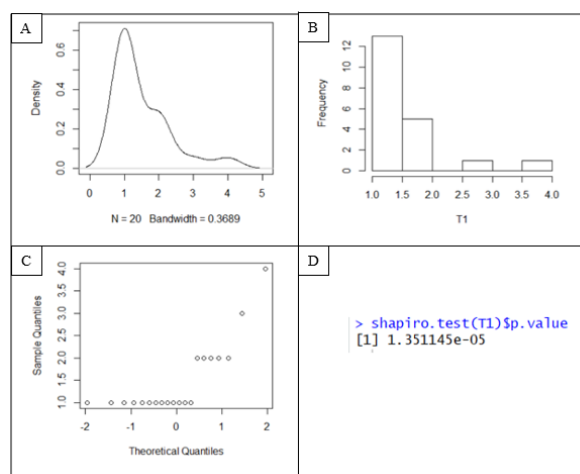 A
Density
0.0 0.2 0.4 0.6
0 1 2 3 4 5
N = 20 Bandwidth = 0.3689
B
Frequency
0 2 4 6 8 12
1.0 1.5 2.0 2.5 3.0 3.5 4.0
T1
C
Sample Quantiles
1.0 1.5 2.0 2.5 3.0 3.5 4.0
-2 -1 0 1 2
Theoretical Quantiles
D
> shapiro.test(T1)$p.value
[1] 1.351145e-05